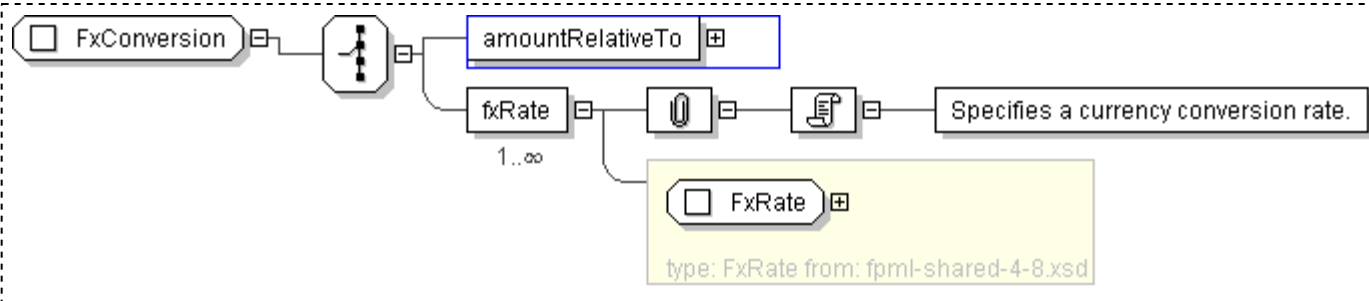 FxConversion
amountRelativeTo
fxRate
Specifies a currency conversion rate.
1..∞
FxRate
type: FxRate from: fpml-shared-4-8.xsd